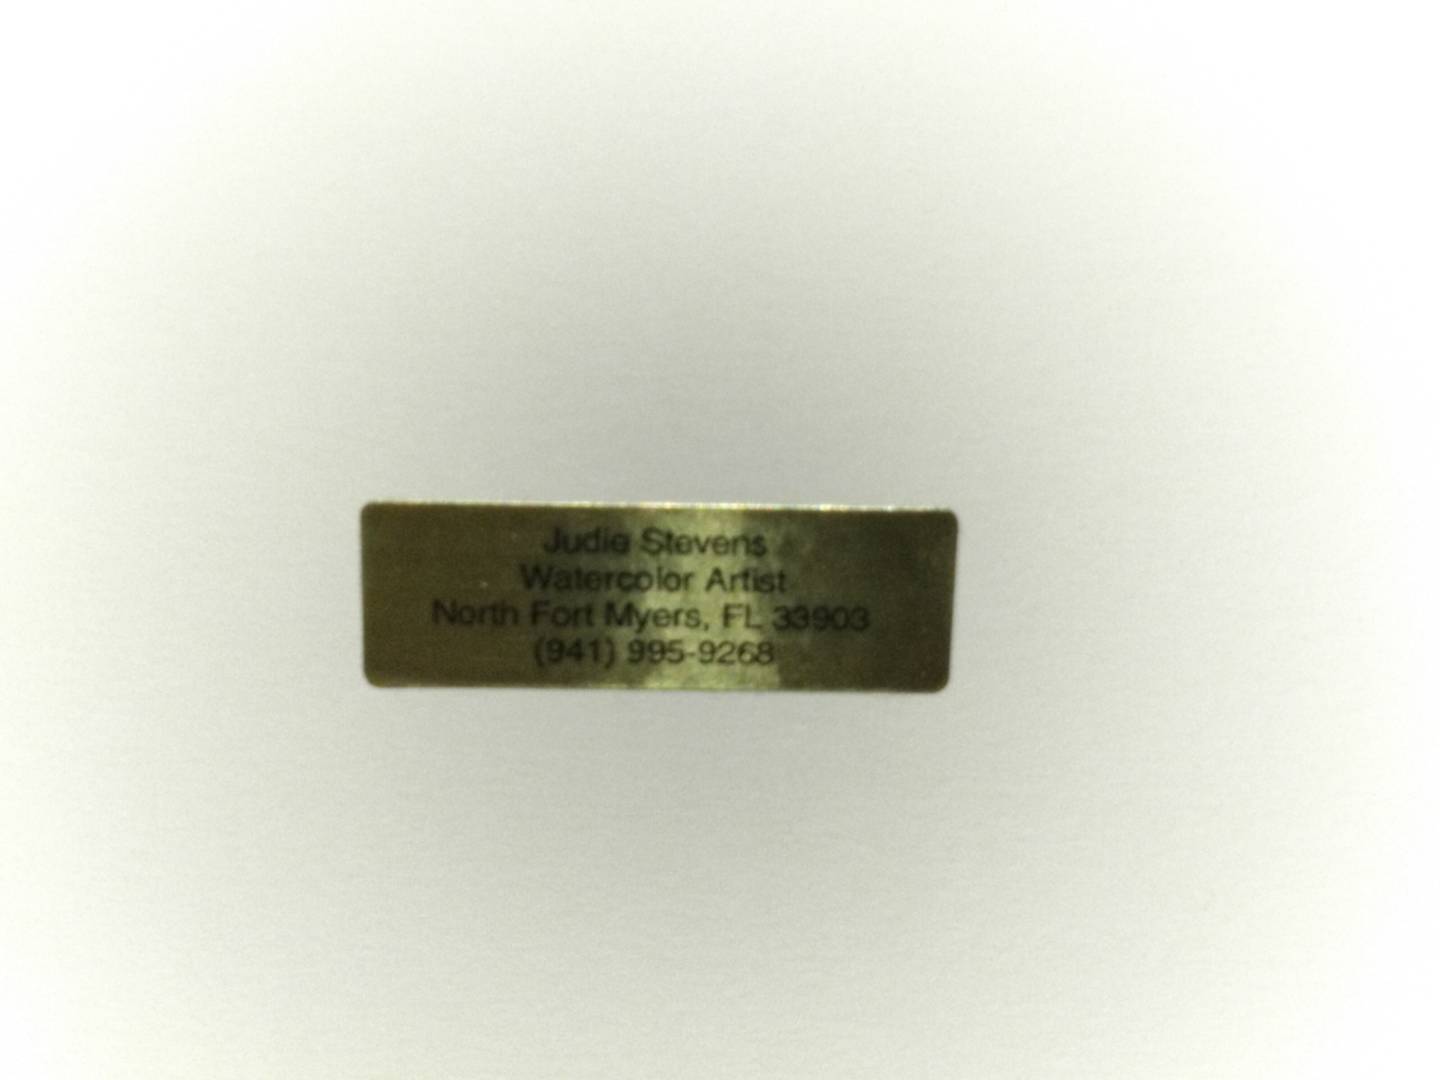 Judie Stevens
Watercolor Artist
North Fort Myers, FL 33903
(941) 995-9268